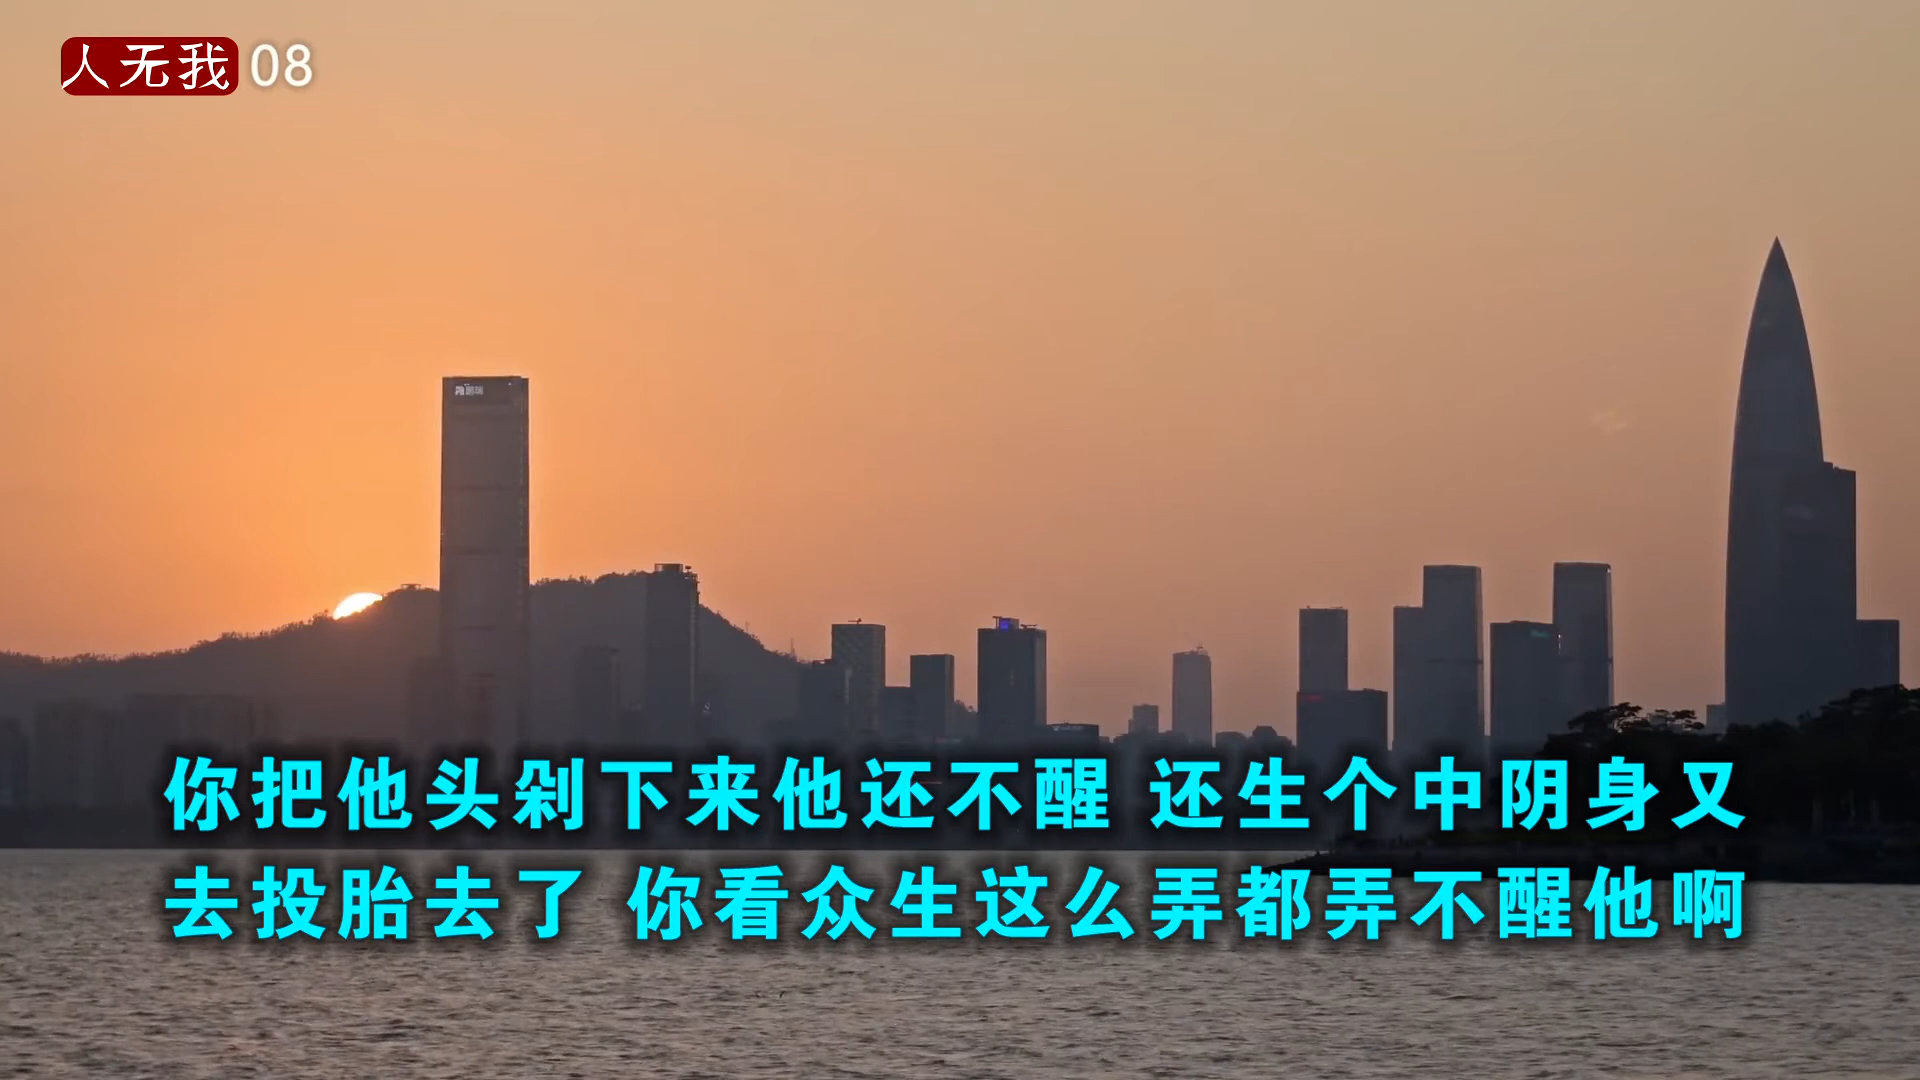 人无我 08
你把他头剁下来他还不醒 还生个中阴身又
去投胎去了 你看众生这么弄都弄不醒他啊